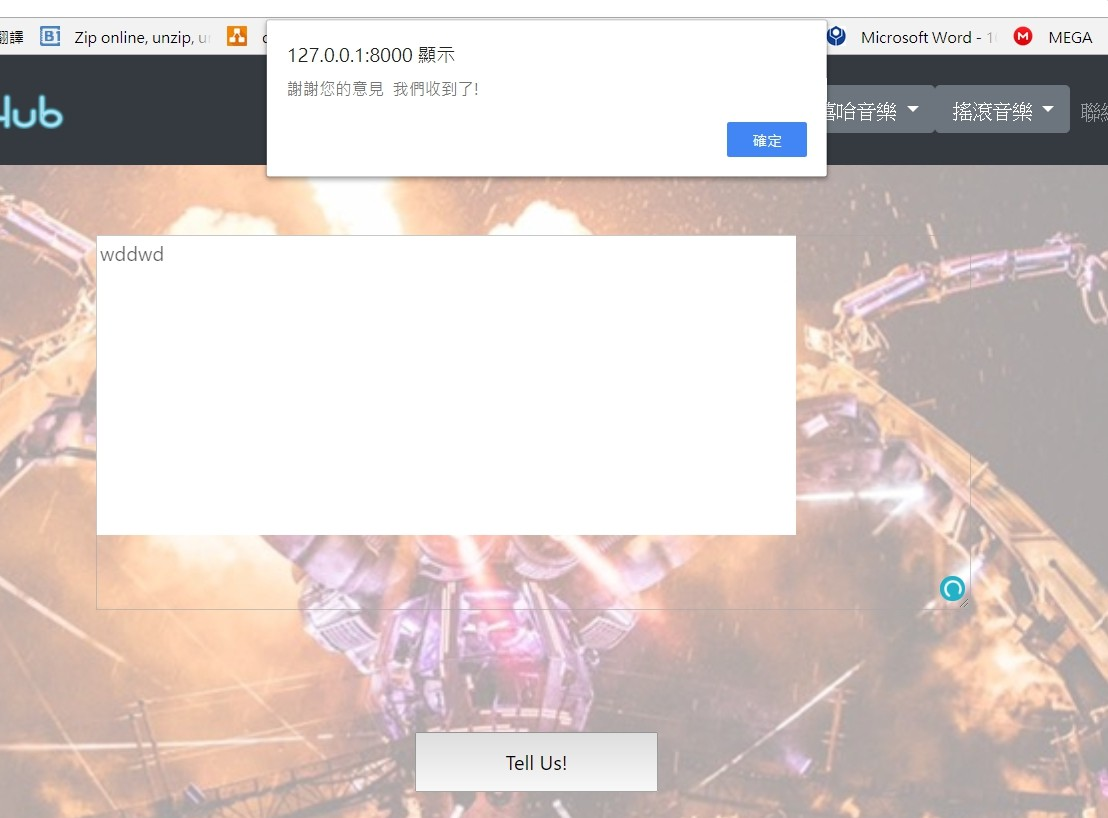 翻譯
Zip online, unzip, u
Microsoft Word - 1
MEGA
127.0.0.1:8000 顯示
謝謝您的意見 我們收到了!
確定
Hub
嘻哈音樂
搖滾音樂
聯絡
wddwd
Tell Us!